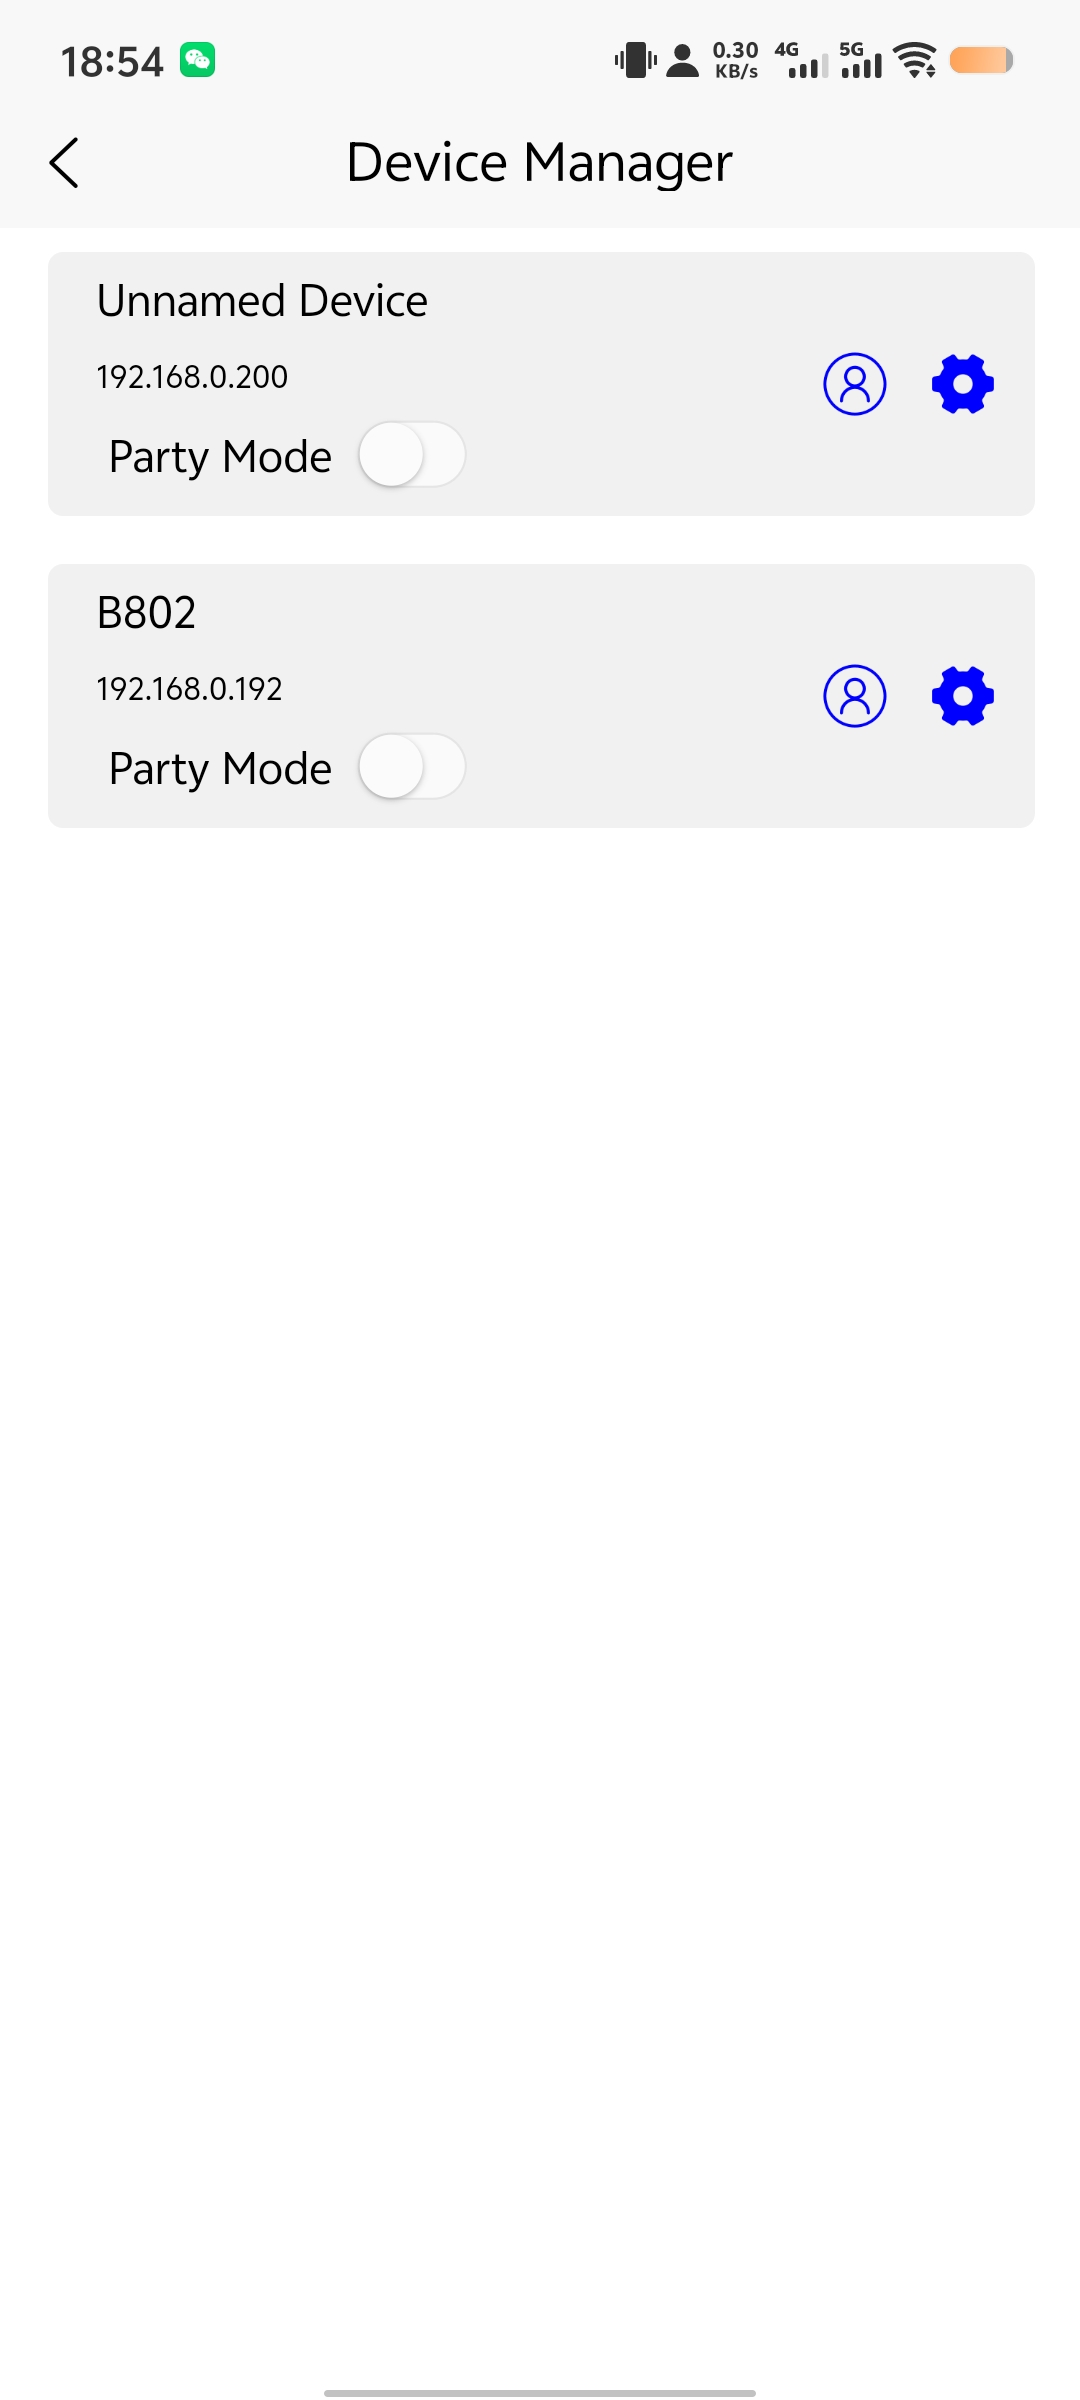 18:54
0.30 KB/s
4G
5G
Device Manager
Unnamed Device
192.168.0.200
Party Mode
B802
192.168.0.192
Party Mode